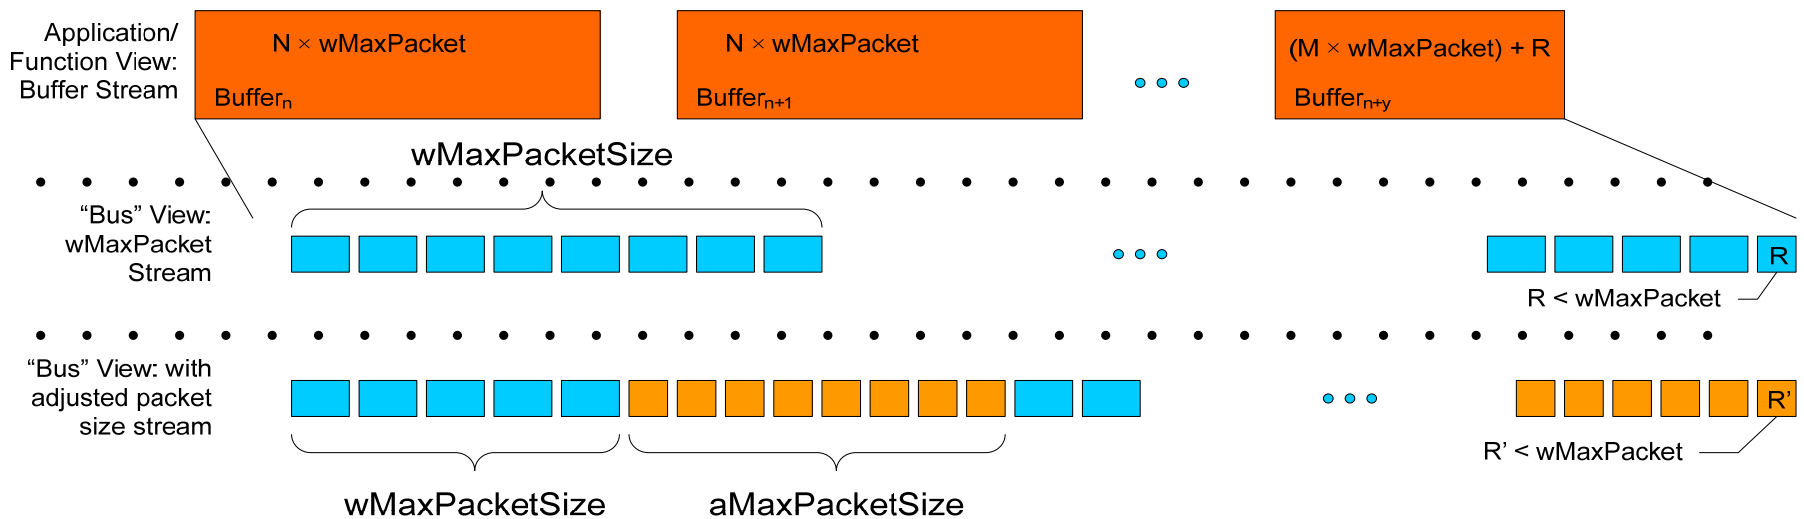 Application/
Function View:
Buffer Stream
N × wMaxPacket
Bufferₙ
N × wMaxPacket
Bufferₙ₊₁
(M × wMaxPacket) + R
Bufferₙ₊y
wMaxPacketSize
“Bus” View:
wMaxPacket
Stream
R
R < wMaxPacket
“Bus” View: with
adjusted packet
size stream
R’
R’ < wMaxPacket
wMaxPacketSize
aMaxPacketSize